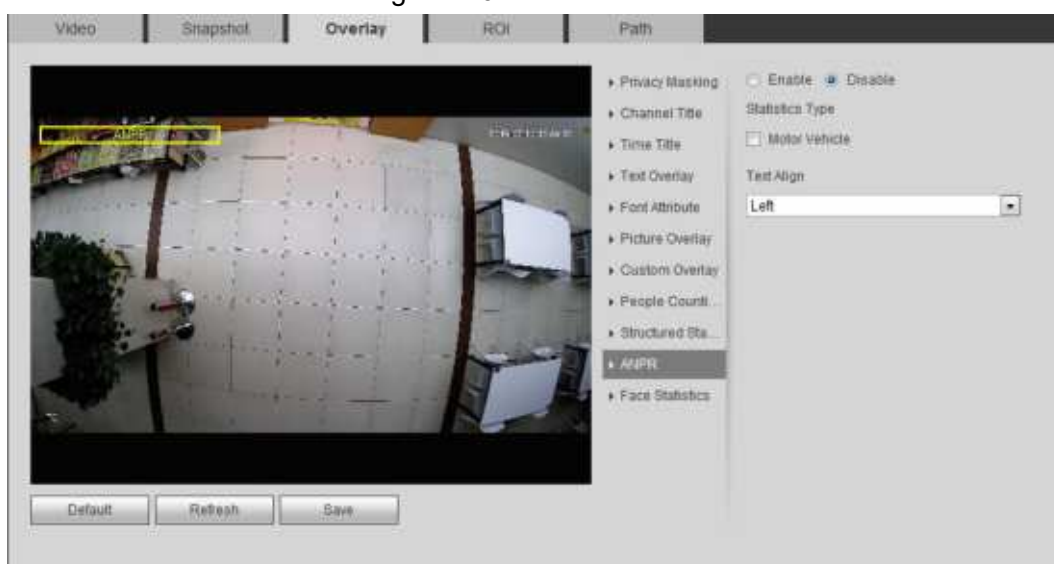 Video
Snapshot
Overlay
ROI
Path
ANPR
Privacy Masking
Channel Title
Time Title
Text Overlay
Font Attribute
Picture Overlay
Custom Overlay
People Counti...
Structured Sta...
ANPR
Face Statistics
Enable Disable
Statistics Type
Motor Vehicle
Text Align
Left
Default
Refresh
Save